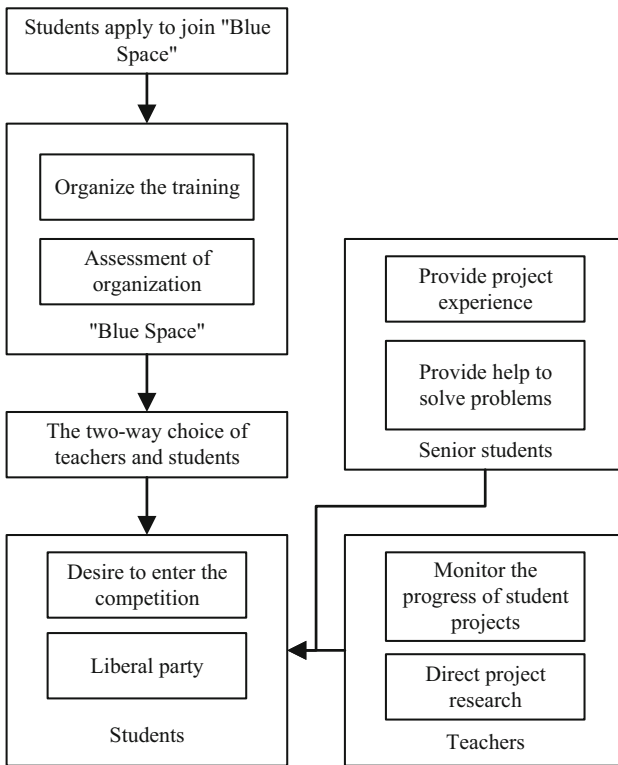 Students apply to join "Blue
Space"
Organize the training
Assessment of
organization
"Blue Space"
The two-way choice of
teachers and students
Desire to enter the
competition
Liberal party
Students
Provide project
experience
Provide help to
solve problems
Senior students
Monitor the
progress of student
projects
Direct project
research
Teachers